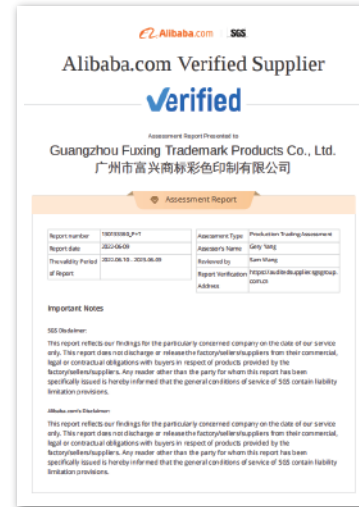 Alibaba.com SGS
Alibaba.com Verified Supplier
Verified
Assessment Report Presented to
Guangzhou Fuxing Trademark Products Co., Ltd.
广州市富兴商标彩色印制有限公司
Assessment Report
Report number
Assessment Type Production Trading Assessment
Report date
Assessor's Name Gery Yang
The validity Period
of Report
Reviewed by Sam Wang
Report Verification
Address
Important Notes
SGS Disclaimer:
This report reflects our findings for the particularly concerned company on the date of our service
only. This report does not discharge or release the factory/sellers/suppliers from their commercial,
legal or contractual obligations with buyers in respect of products provided by the
factory/sellers/suppliers. Any reader other than the party for whom this report has been
specifically issued is hereby informed that the general conditions of service of SGS contain liability
limitation provisions.
Alibaba.com's Disclaimer:
This report reflects our findings for the particularly concerned company on the date of our service
only. This report does not discharge or release the factory/sellers/suppliers from their commercial,
legal or contractual obligations with buyers in respect of products provided by the
factory/sellers/suppliers. Any reader other than the party for whom this report has been
specifically issued is hereby informed that the general conditions of service of SGS contain liability
limitation provisions.